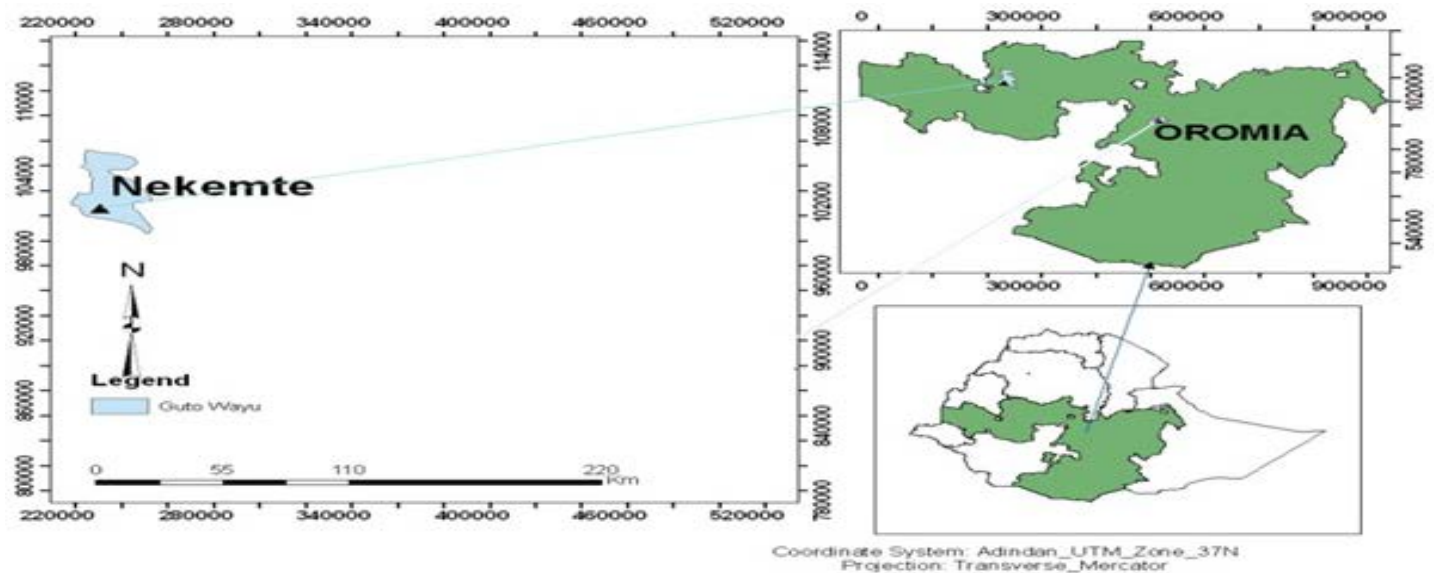 220000 280000 340000 400000 460000 520000
0 300000 600000 900000
800000 860000 920000 980000 104000 110000
780000 840000 900000 960000 102000 108000 114000
540000 780000 1020000
Nekemte
OROMIA
N
Legend
Guto Wayu
0 55 110 220
Km
220000 280000 340000 400000 460000 520000
0 300000 600000 900000
Coordinate System: Adindan_UTM_Zone_37N
Projection: Transverse_Mercator